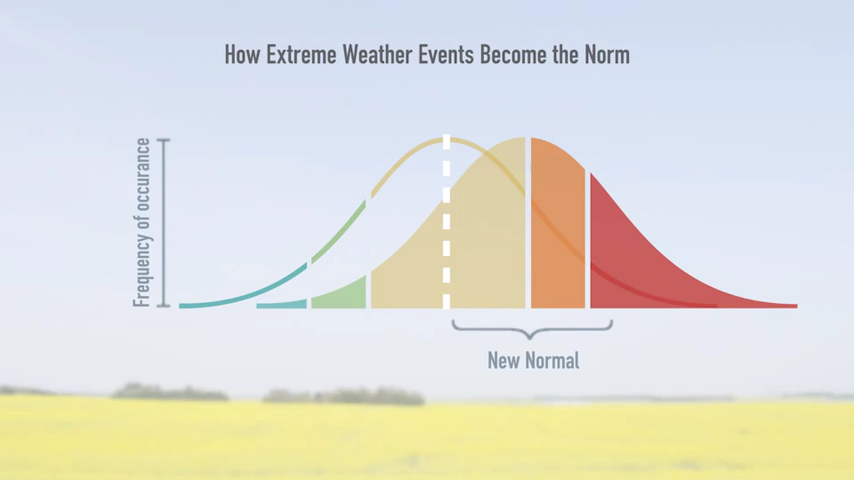 How Extreme Weather Events Become the Norm
Frequency of occurance
New Normal